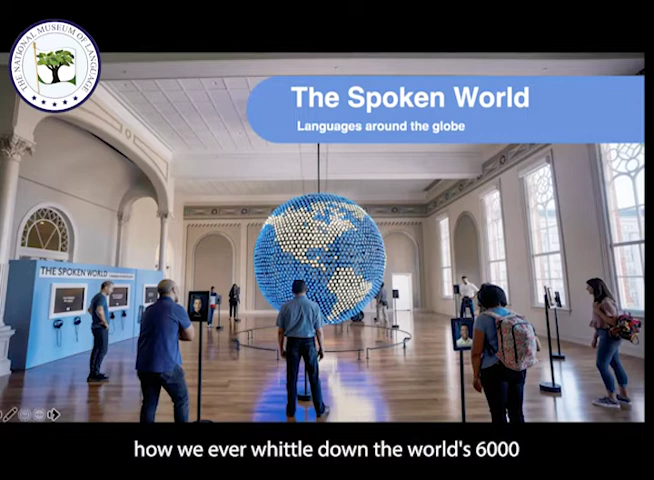 THE NATIONAL MUSEUM OF LANGUAGE
The Spoken World
Languages around the globe
THE SPOKEN WORLD
how we ever whittle down the world's 6000